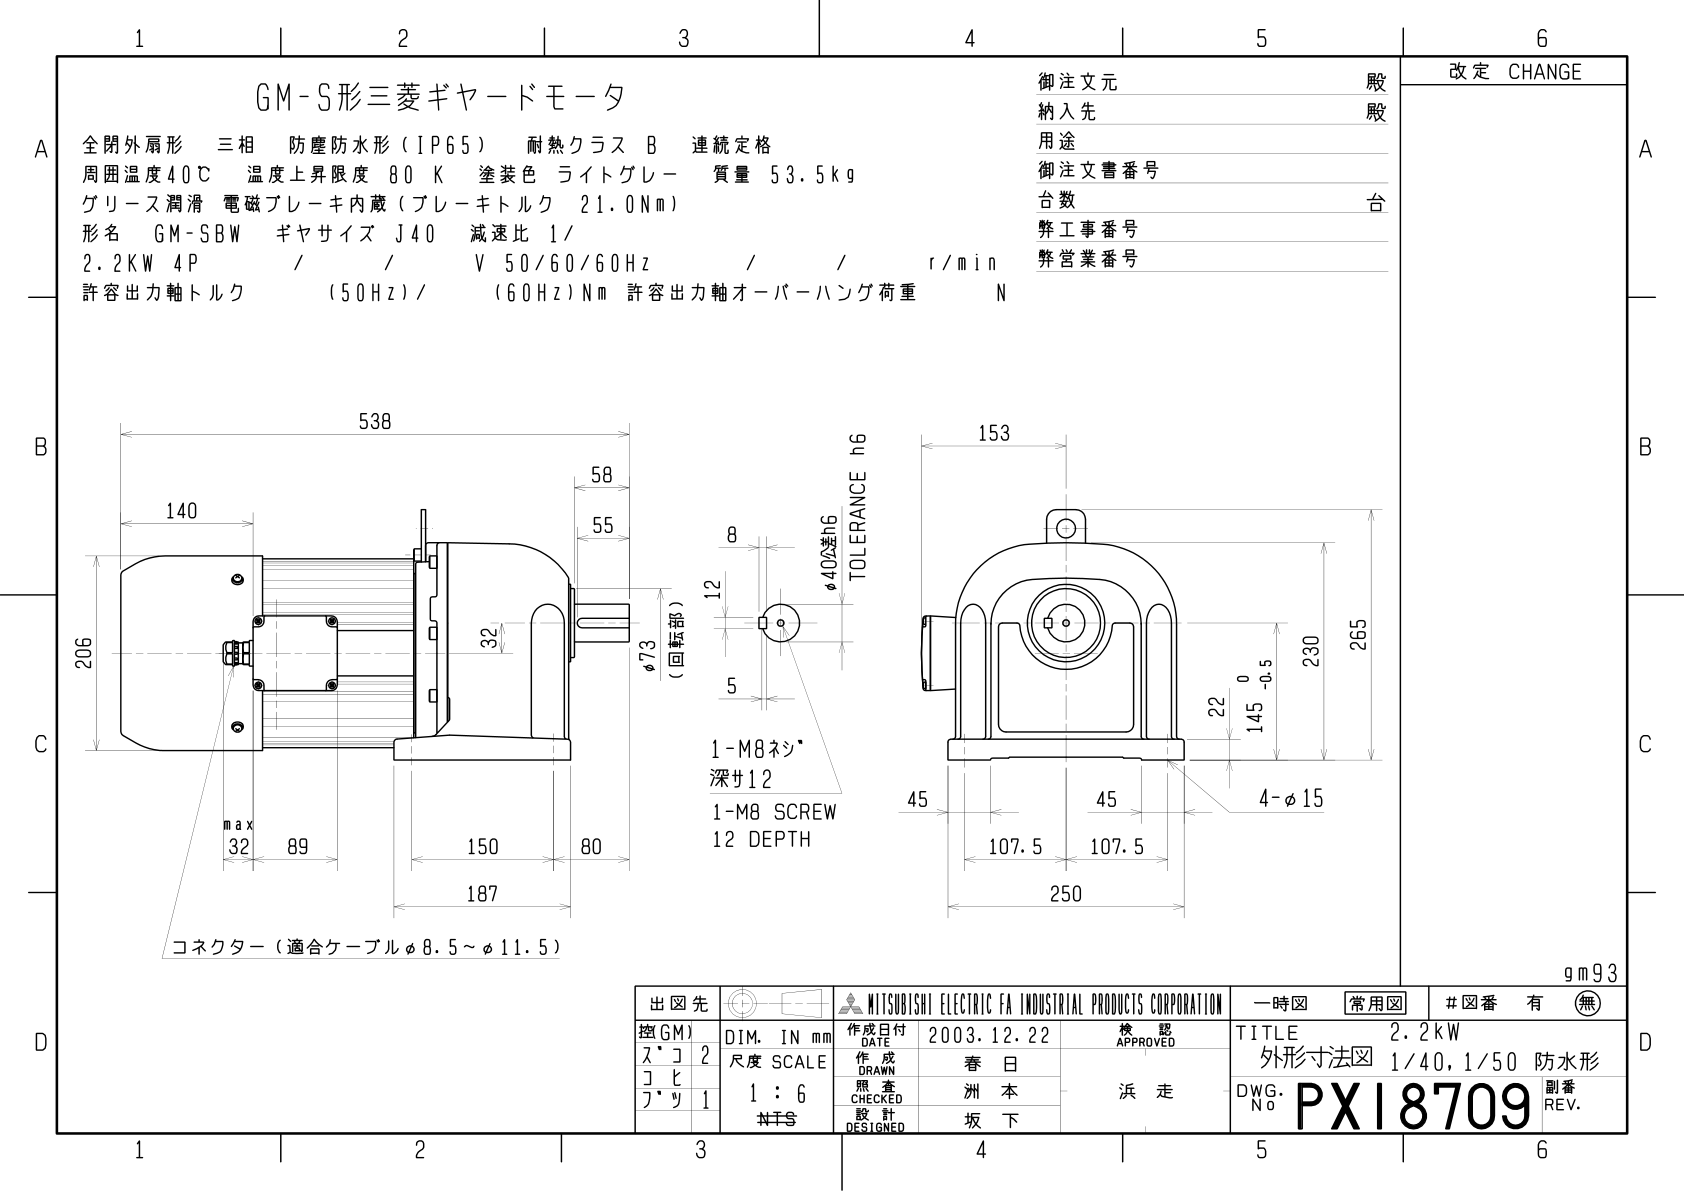 1 2 3 4 5 6
改定 CHANGE
GM-S形三菱ギヤードモータ
全閉外扇形 三相 防塵防水形(IP65) 耐熱クラス B 連続定格
周囲温度40℃ 温度上昇限度 80 K 塗装色 ライトグレー 質量 53.5kg
グリース潤滑 電磁ブレーキ内蔵(ブレーキトルク 21.0Nm)
形名 GM-SBW ギヤサイズ J40 減速比 1/
2.2KW 4P / / V 50/60/60Hz / / r/min
許容出力軸トルク (50Hz)/ (60Hz)Nm 許容出力軸オーバーハング荷重 N
御注文元 殿
納入先 殿
用途
御注文書番号
台数 台
弊工事番号
弊営業番号
A A
B B
C C
D D
538
58
140
55
206
32
φ73
(回転部)
max
32 89 150 80
187
コネクター(適合ケーブルφ8.5~φ11.5)
8
12
5
φ40公差h6
TOLERANCE h6
1-M8ネジ
深サ12
1-M8 SCREW
12 DEPTH
153
265
230
145 0 -0.5
22
45 45
4-φ15
107.5 107.5
250
gm93
出図先
控(GM)
ズコ 2
コヒ
ブツ 1
DIM. IN mm
尺度 SCALE
1 : 6
NTS
MITSUBISHI ELECTRIC FA INDUSTRIAL PRODUCTS CORPORATION
作成日付 DATE 2003.12.22
作成 DRAWN 春日
照査 CHECKED 洲本
設計 DESIGNED 坂下
検認 APPROVED
浜走
一時図 常用図 #図番 有 無
TITLE 2.2kW
外形寸法図 1/40,1/50 防水形
DWG. No PX18709 副番 REV.
1 2 3 4 5 6